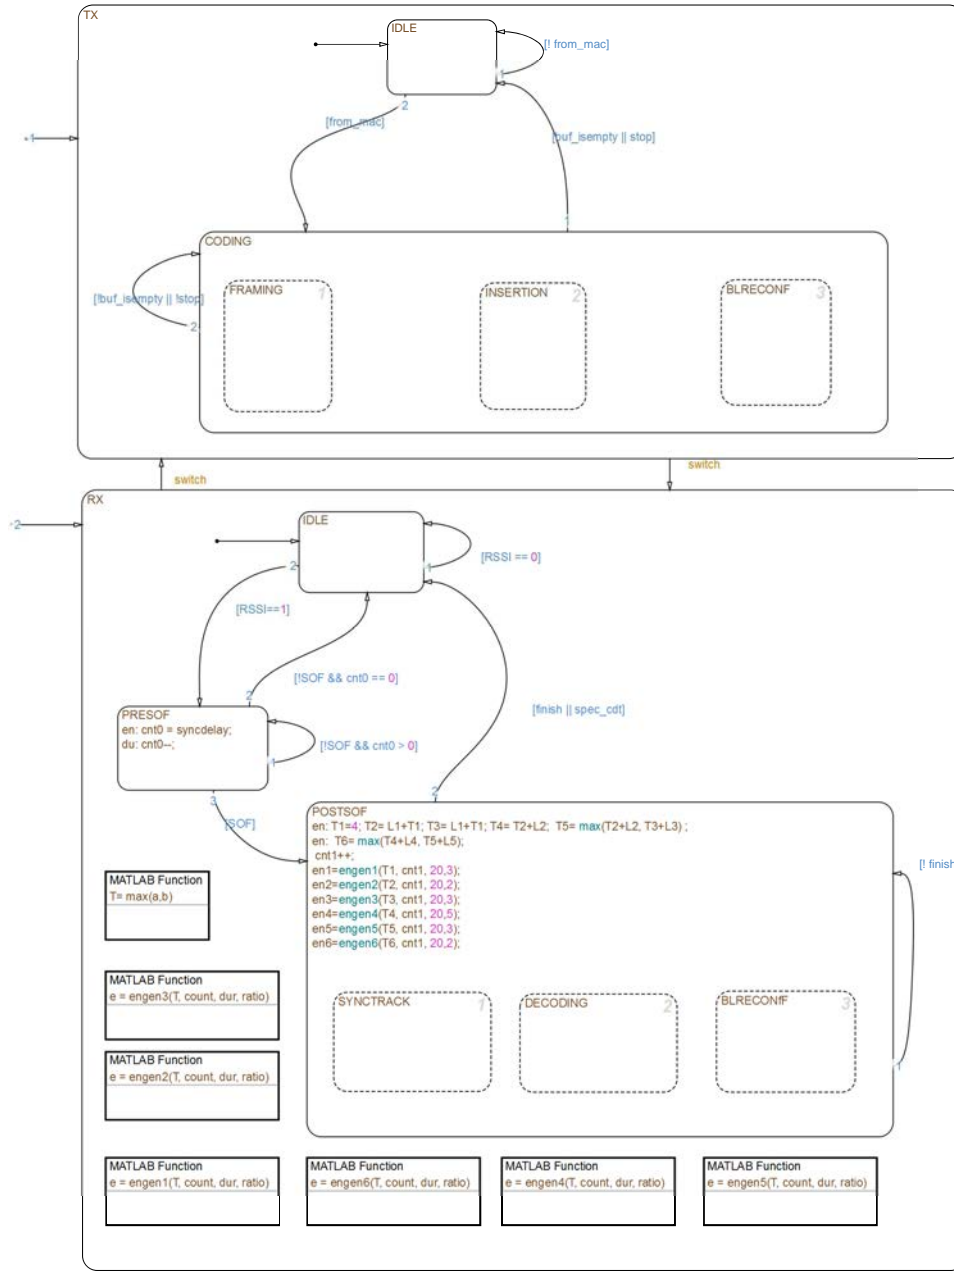 TX
IDLE
[! from_mac]
1
2
[from_mac]
1
[buf_isempty || stop]
1
CODING
[!buf_isempty || !stop]
2
FRAMING 1
INSERTION 2
BLRECONF 3
switch
switch
RX
2
IDLE
[RSSI == 0]
1
2
[RSSI==1]
[!SOF && cnt0 == 0]
2
[finish || spec_cdt]
PRESOF
en: cnt0 = syncdelay;
du: cnt0--;
[!SOF && cnt0 > 0]
1
3
[SOF]
2
POSTSOF
en: T1=4; T2= L1+T1; T3= L1+T1; T4= T2+L2; T5= max(T2+L2, T3+L3) ;
en: T6= max(T4+L4, T5+L5);
cnt1++;
en1=engen1(T1, cnt1, 20,3);
en2=engen2(T2, cnt1, 20,2);
en3=engen3(T3, cnt1, 20,3);
en4=engen4(T4, cnt1, 20,5);
en5=engen5(T5, cnt1, 20,3);
en6=engen6(T6, cnt1, 20,2);
[! finish
1
SYNCTRACK 1
DECODING 2
BLRECONfF 3
MATLAB Function
T= max(a,b)
MATLAB Function
e = engen3(T, count, dur, ratio)
MATLAB Function
e = engen2(T, count, dur, ratio)
MATLAB Function
e = engen1(T, count, dur, ratio)
MATLAB Function
e = engen6(T, count, dur, ratio)
MATLAB Function
e = engen4(T, count, dur, ratio)
MATLAB Function
e = engen5(T, count, dur, ratio)